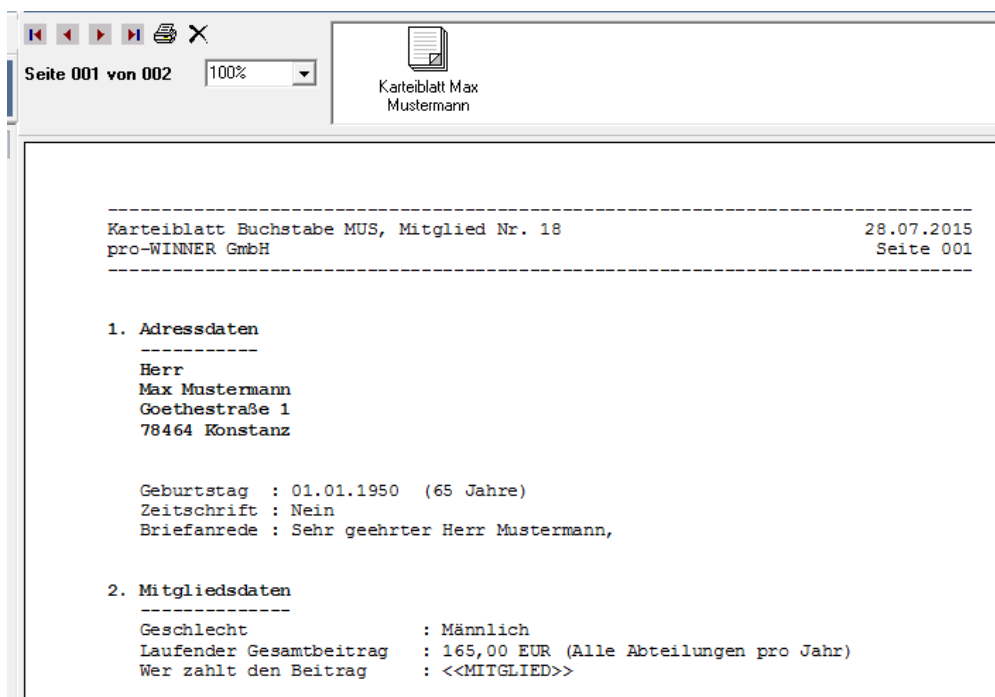 Seite 001 von 002
100%
Karteiblatt Max
Mustermann
Karteiblatt Buchstabe MUS, Mitglied Nr. 18 28.07.2015
pro-WINNER GmbH Seite 001
1. Adressdaten
Herr
Max Mustermann
Goethestraße 1
78464 Konstanz
Geburtstag : 01.01.1950 (65 Jahre)
Zeitschrift : Nein
Briefanrede : Sehr geehrter Herr Mustermann,
2. Mitgliedsdaten
Geschlecht : Männlich
Laufender Gesamtbeitrag : 165,00 EUR (Alle Abteilungen pro Jahr)
Wer zahlt den Beitrag : <<MITGLIED>>